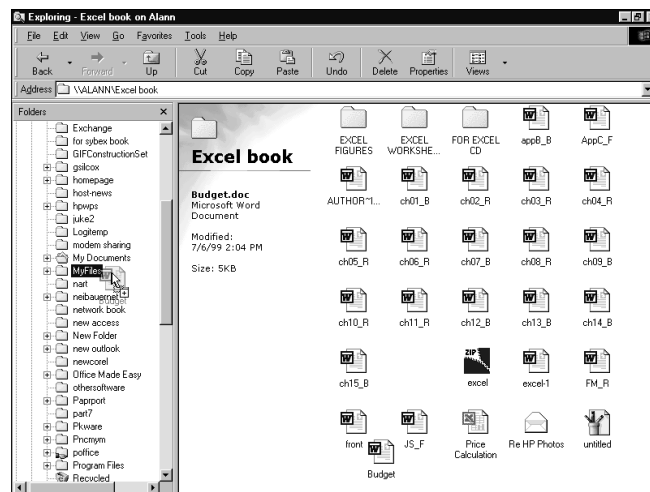 Exploring - Excel book on Alann
File Edit View Go Favorites Tools Help
Back Forward Up Cut Copy Paste Undo Delete Properties Views
Address \\ALANN\Excel book
Folders
Exchange
for sybex book
GIFConstructionSet
gsilcox
homepage
host-news
hpwps
juke2
Logitemp
modem sharing
My Documents
MyFiles
nart
neibauernet
Budget
network book
new access
New Folder
new outlook
newcorel
Office Made Easy
othersoftware
Paprport
part7
Pkware
Pncmym
poffice
Program Files
Recycled
Excel book
Budget.doc
Microsoft Word
Document
Modified:
7/6/99 2:04 PM
Size: 5KB
EXCEL FIGURES
EXCEL WORKSHE...
FOR EXCEL CD
appB_B
AppC_F
AUTHOR~1...
ch01_B
ch02_R
ch03_R
ch04_R
ch05_R
ch06_R
ch07_B
ch08_R
ch09_B
ch10_R
ch11_R
ch12_B
ch13_B
ch14_B
ch15_B
ZIP
excel
excel-1
FM_R
front
JS_F
Price Calculation
Re HP Photos
untitled
Budget